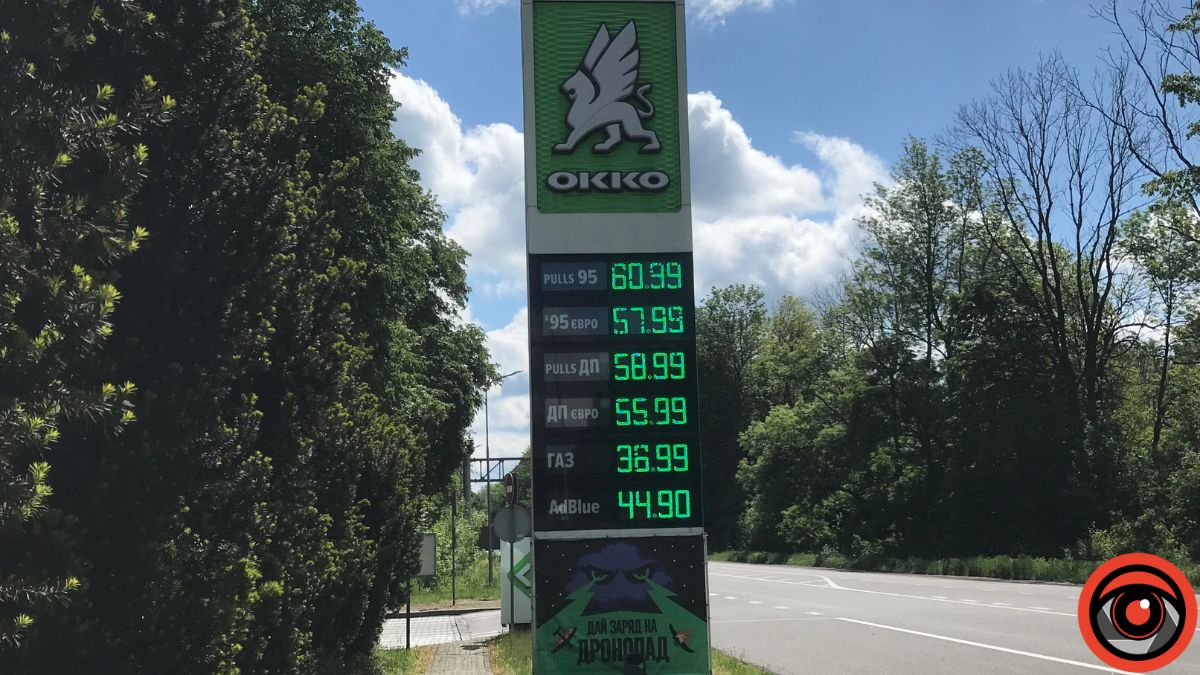 OKKO
PULLS 95 60.99
A95 ЄВРО 57.99
PULLS ДП 58.99
ДП ЄВРО 55.99
ГАЗ 36.99
AdBlue 44.90
ДАЙ ЗАРЯД НА
ДРОНОПАД